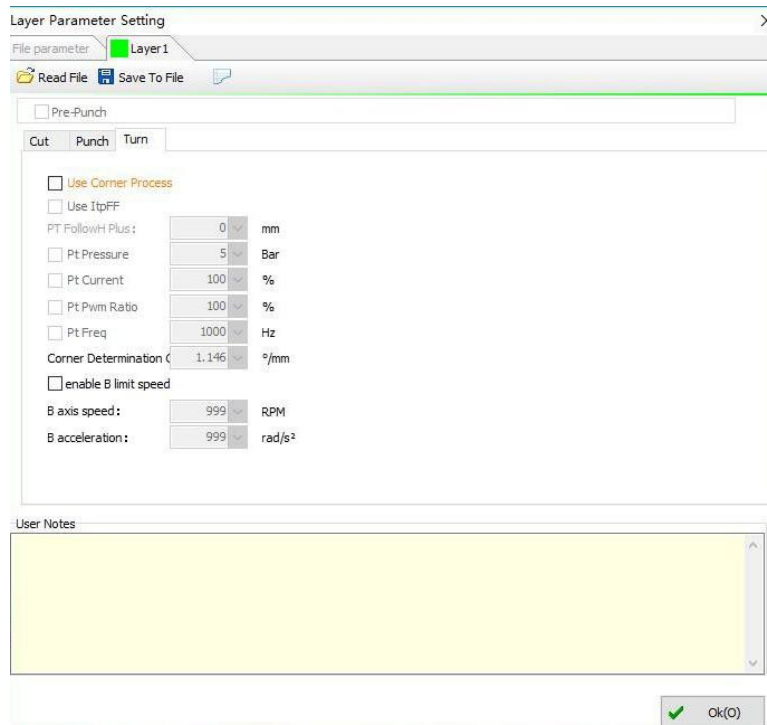 Layer Parameter Setting
File parameter Layer1
Read File Save To File
Pre-Punch
Cut Punch Turn
Use Corner Process
Use ItpFF
PT FollowH Plus: 0 mm
Pt Pressure 5 Bar
Pt Current 100 %
Pt Pwm Ratio 100 %
Pt Freq 1000 Hz
Corner Determination 1.146 °/mm
enable B limit speed
B axis speed: 999 RPM
B acceleration: 999 rad/s²
User Notes
Ok(O)